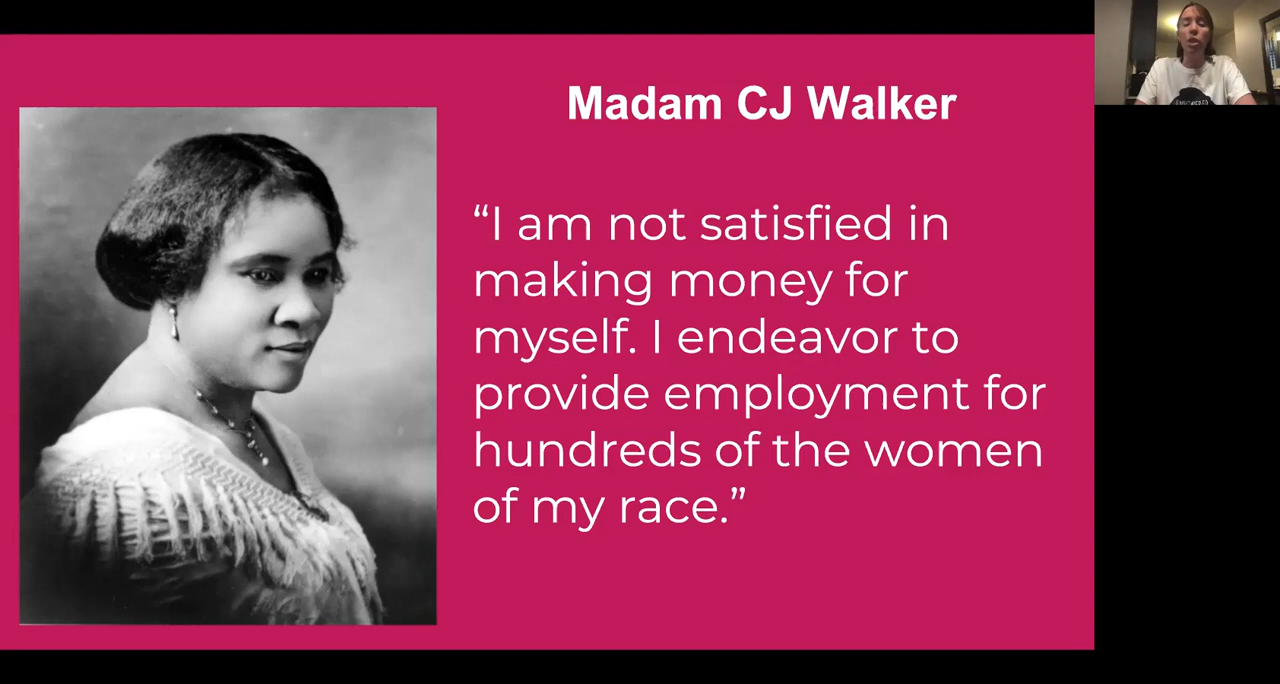 Madam CJ Walker
“I am not satisfied in
making money for
myself. I endeavor to
provide employment for
hundreds of the women
of my race.”